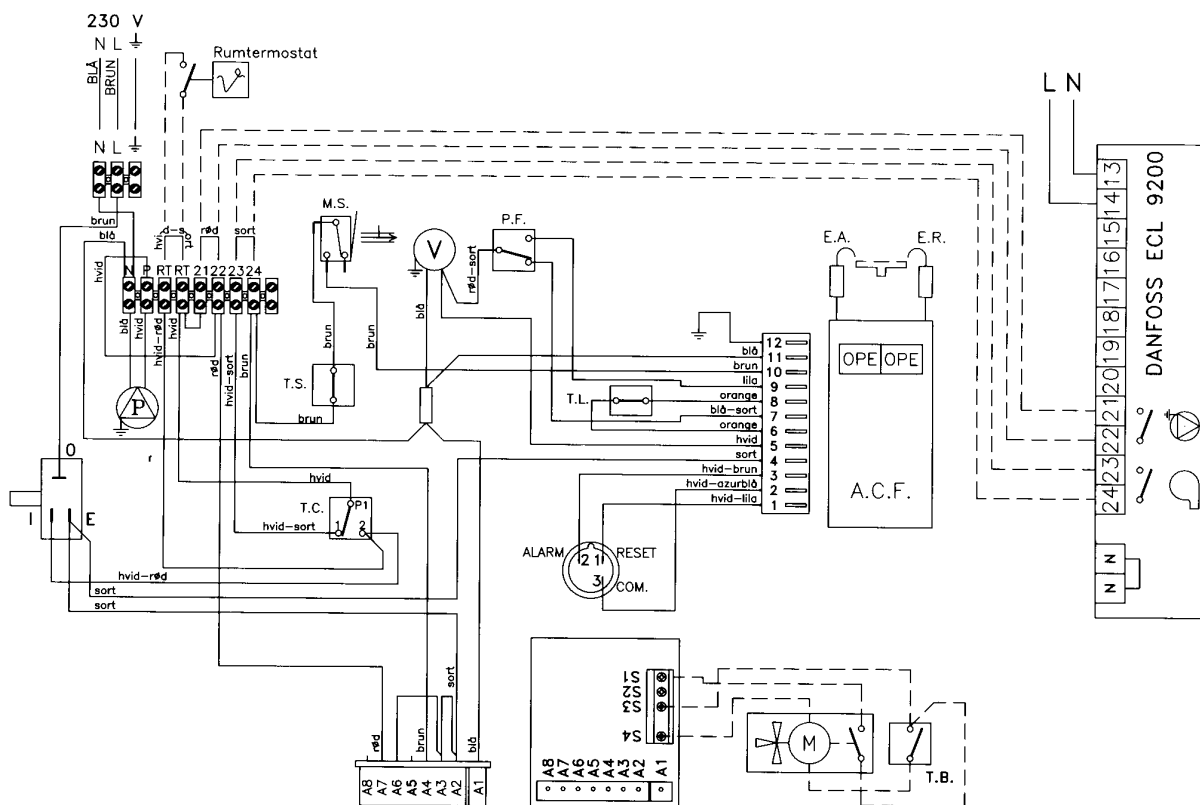 230 V
N L
BLÅ
BRUN
Rumtermostat
N L
L N
brun
blå
hvid
hvid-sort
rød
sort
N P RT RT 21 22 23 24
M.S.
V
P.F.
rød-sort
E.A.
E.R.
13
14
15
16
17
18
19
20
21
22
23
24
N
N
DANFOSS ECL 9200
blå
hvid
hvid-rød
hvid
rød
hvid-sort
brun
brun
blå
P
T.S.
brun
T.L.
12
blå 11
brun 10
lila 9
orange 8
blå-sort 7
orange 6
hvid 5
sort 4
hvid-brun 3
hvid-azurblå 2
hvid-lila 1
OPE OPE
A.C.F.
O
I
E
hvid
T.C.
P1
1 2
hvid-sort
hvid-rød
sort
sort
ALARM
2 1
3
RESET
COM.
rød
brun
sort
blå
A8 A7 A6 A5 A4 A3 A2 A1
S1
S2
S3
S4
A8 A7 A6 A5 A4 A3 A2 A1
M
T.B.